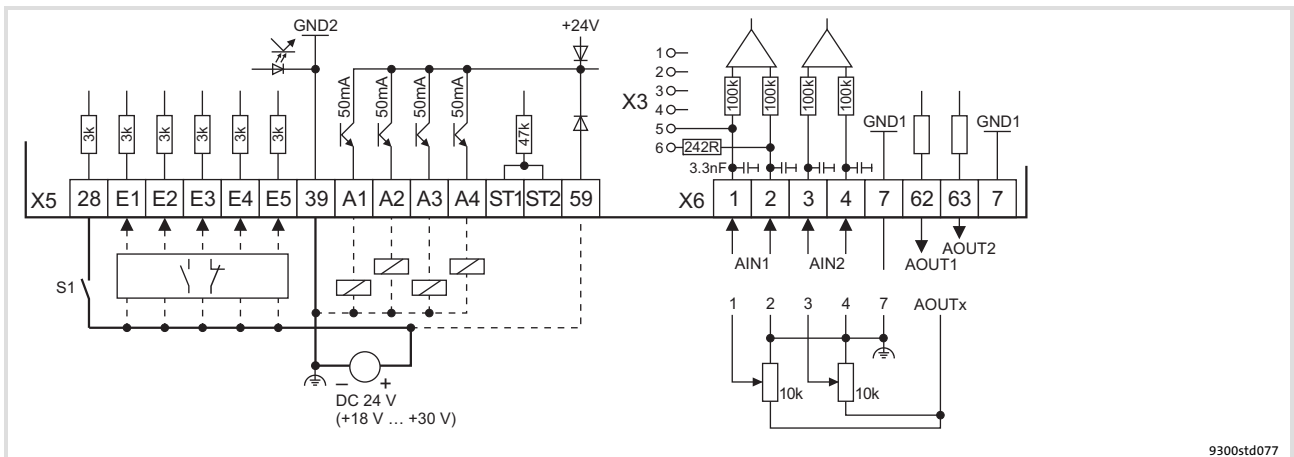 GND2
+24V
50mA
50mA
50mA
50mA
3k
3k
3k
3k
3k
3k
47k
X5
28
E1
E2
E3
E4
E5
39
A1
A2
A3
A4
ST1
ST2
59
S1
– +
DC 24 V
(+18 V … +30 V)
1
2
3
4
5
6
X3
100k
100k
100k
100k
242R
3.3nF
GND1
GND1
X6
1
2
3
4
7
62
63
7
AIN1
AIN2
AOUT1
AOUT2
1
2
3
4
7
AOUTx
10k
10k
9300std077